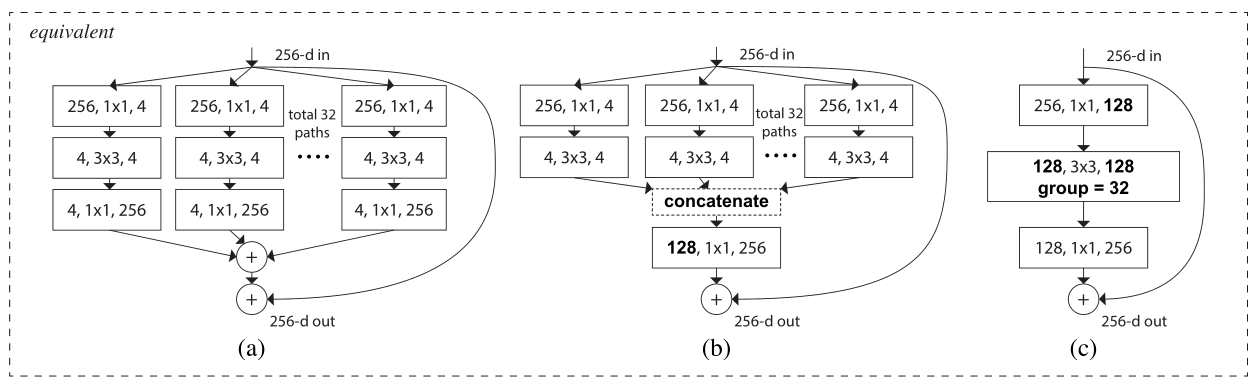 equivalent
256-d in
256, 1x1, 4
256, 1x1, 4
256, 1x1, 4
total 32
paths
4, 3x3, 4
4, 3x3, 4
....
4, 3x3, 4
4, 1x1, 256
4, 1x1, 256
4, 1x1, 256
+
+
256-d out
(a)
256-d in
256, 1x1, 4
256, 1x1, 4
256, 1x1, 4
total 32
paths
4, 3x3, 4
4, 3x3, 4
....
4, 3x3, 4
concatenate
128, 1x1, 256
+
256-d out
(b)
256-d in
256, 1x1, 128
128, 3x3, 128
group = 32
128, 1x1, 256
+
256-d out
(c)